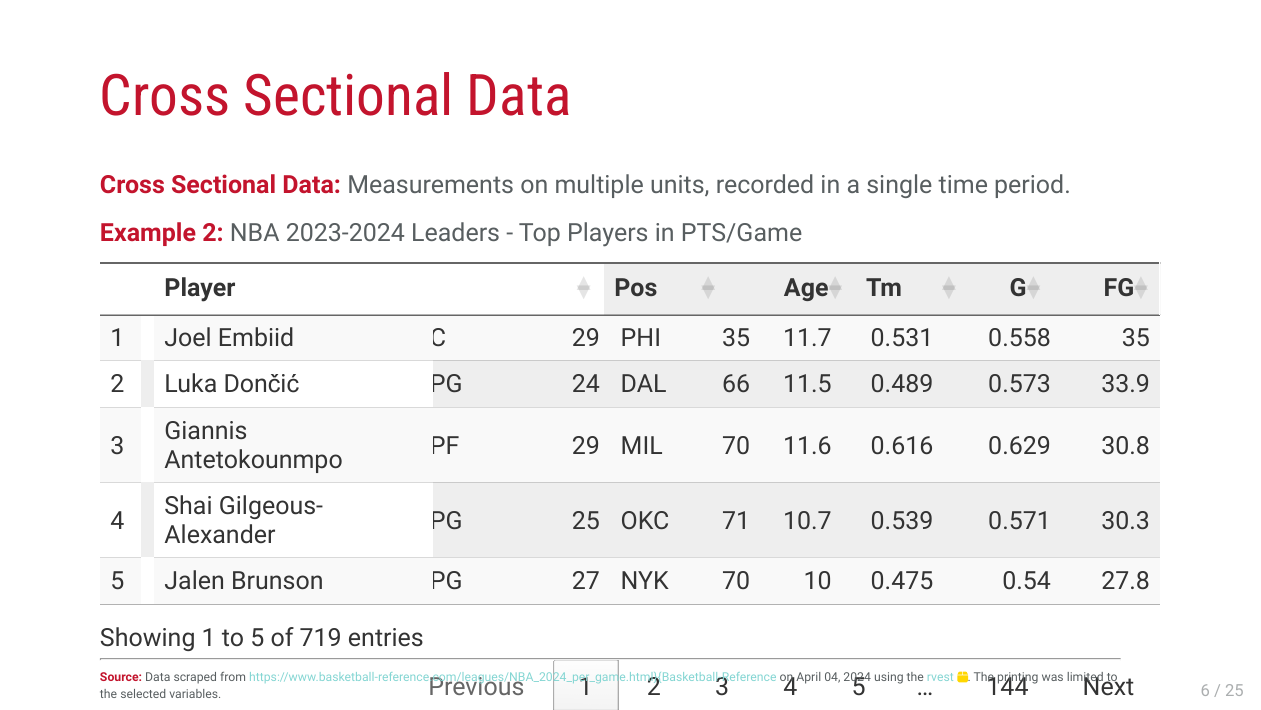 Cross Sectional Data
Cross Sectional Data: Measurements on multiple units, recorded in a single time period.
Example 2: NBA 2023-2024 Leaders - Top Players in PTS/Game
Player Pos Age Tm G FG
1 Joel Embiid C 29 PHI 35 11.7 0.531 0.558 35
2 Luka Dončić PG 24 DAL 66 11.5 0.489 0.573 33.9
3 Giannis Antetokounmpo PF 29 MIL 70 11.6 0.616 0.629 30.8
4 Shai Gilgeous-Alexander PG 25 OKC 71 10.7 0.539 0.571 30.3
5 Jalen Brunson PG 27 NYK 70 10 0.475 0.54 27.8
Showing 1 to 5 of 719 entries
Source: Data scraped from https://www.basketball-reference.com/leagues/NBA_2024_per_game.html/(Basketball-Reference on April 04, 2024 using the rvest 📦. The printing was limited to
the selected variables.
Previous 1 2 3 4 5 … 144 Next
6 / 25